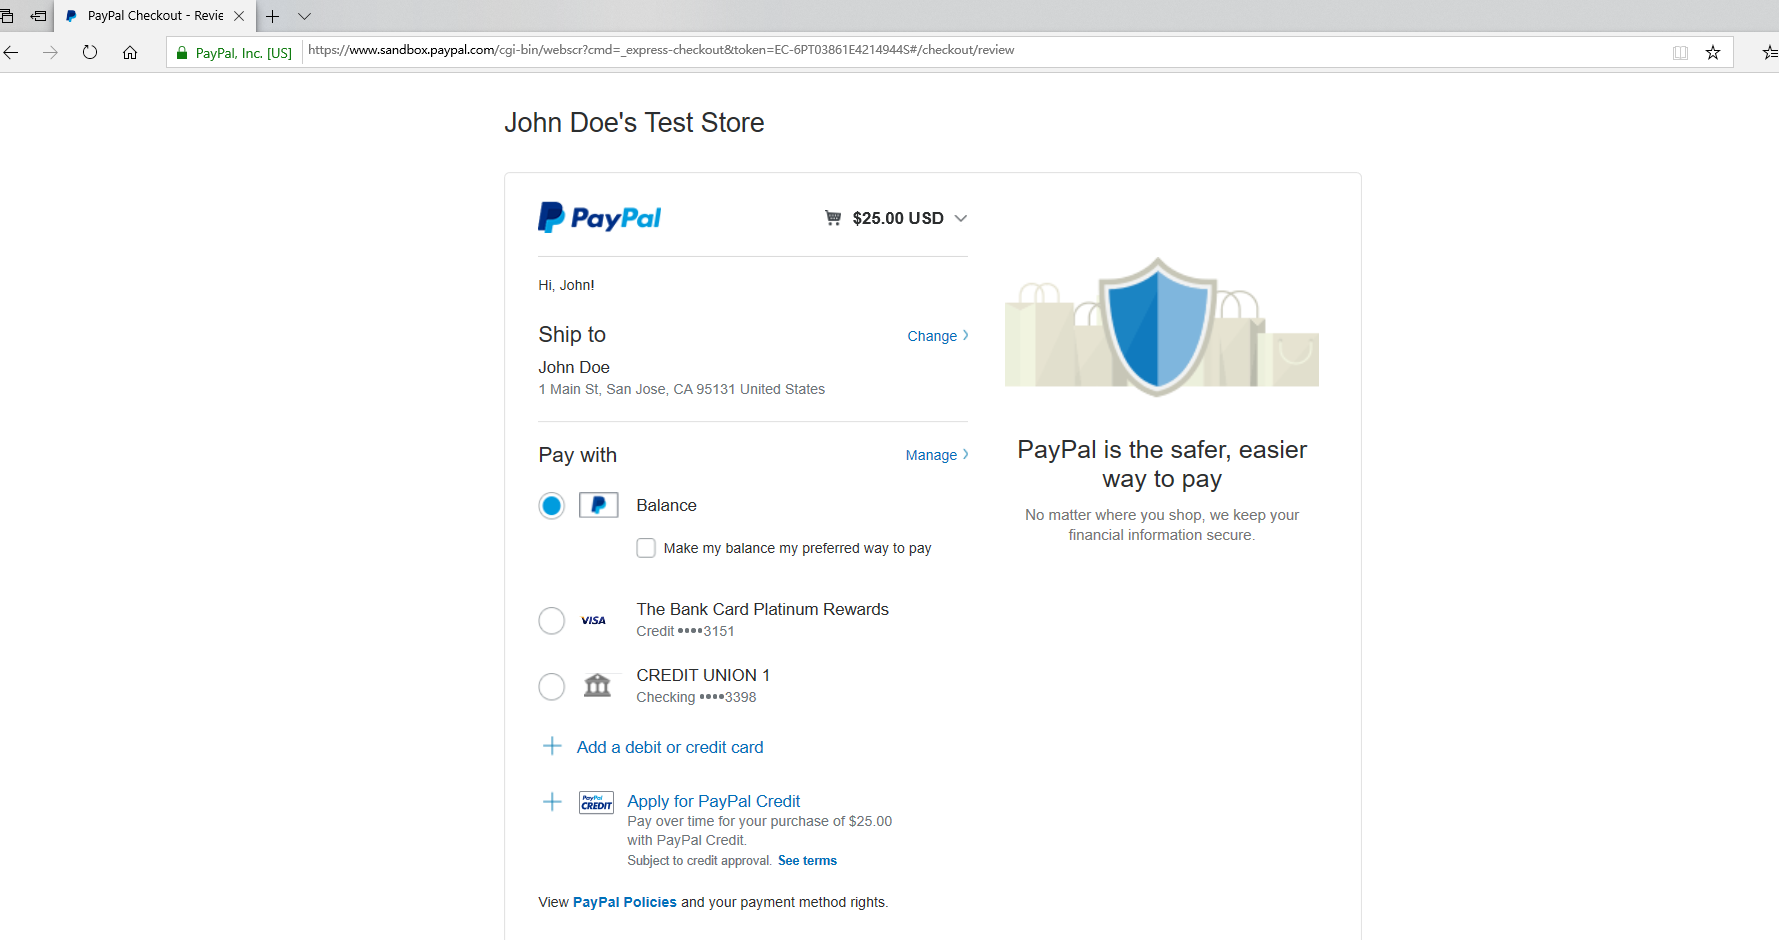 PayPal Checkout - Revie
PayPal, Inc. [US] https://www.sandbox.paypal.com/cgi-bin/webscr?cmd=_express-checkout&token=EC-6PT03861E4214944S#/checkout/review
John Doe's Test Store
PayPal $25.00 USD
Hi, John!
Ship to Change
John Doe
1 Main St, San Jose, CA 95131 United States
Pay with Manage
Balance
Make my balance my preferred way to pay
VISA The Bank Card Platinum Rewards
Credit ••••3151
CREDIT UNION 1
Checking ••••3398
Add a debit or credit card
PayPal CREDIT Apply for PayPal Credit
Pay over time for your purchase of $25.00
with PayPal Credit.
Subject to credit approval. See terms
View PayPal Policies and your payment method rights.
PayPal is the safer, easier
way to pay
No matter where you shop, we keep your
financial information secure.